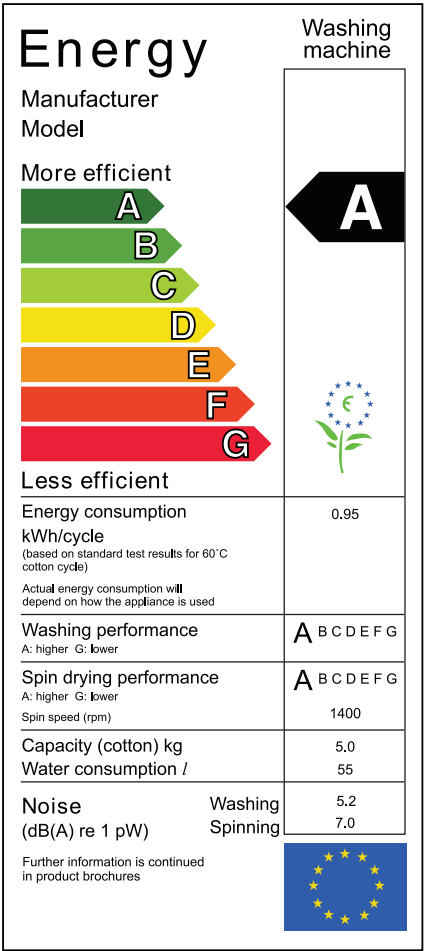 Energy
Washing
machine
Manufacturer
Model
More efficient
A
A
B
C
D
E
F
G
Є
Less efficient
Energy consumption
0.95
kWh/cycle
(based on standard test results for 60˚C
cotton cycle)
Actual energy consumption will
depend on how the appliance is used
Washing performance
A B C D E F G
A: higher G: lower
Spin drying performance
A B C D E F G
A: higher G: lower
Spin speed (rpm) 1400
Capacity (cotton) kg 5.0
Water consumption l 55
Noise Washing 5.2
(dB(A) re 1 pW) Spinning 7.0
Further information is continued
in product brochures